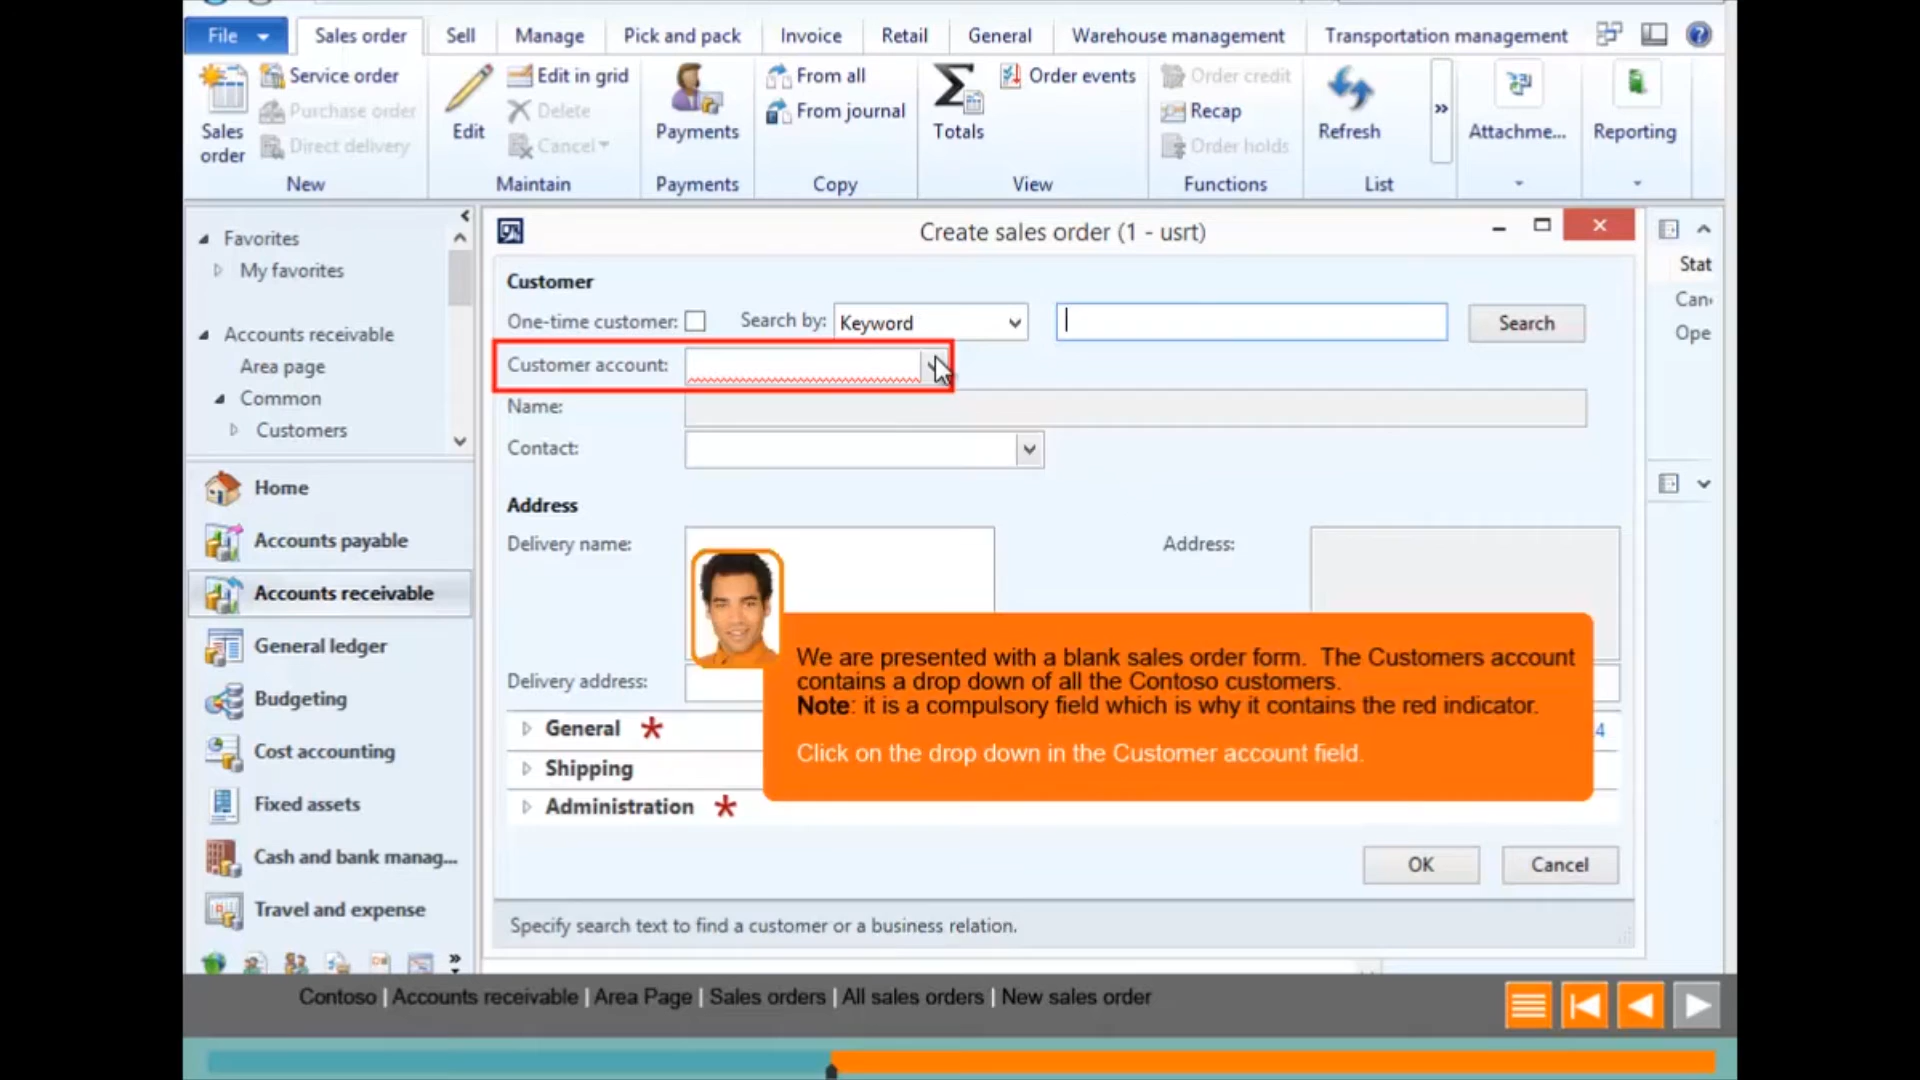 File
Sales order
Sell
Manage
Pick and pack
Invoice
Retail
General
Warehouse management
Transportation management
Sales order
Service order
Purchase order
Direct delivery
New
Edit
Edit in grid
Delete
Cancel
Maintain
Payments
Payments
From all
From journal
Copy
Totals
Order events
View
Order credit
Recap
Order holds
Functions
Refresh
List
Attachme...
Reporting
Favorites
My favorites
Accounts receivable
Area page
Common
Customers
Home
Accounts payable
Accounts receivable
General ledger
Budgeting
Cost accounting
Fixed assets
Cash and bank manag...
Travel and expense
Create sales order (1 - usrt)
Customer
One-time customer:
Search by:
Keyword
Search
Customer account:
Name:
Contact:
Address
Delivery name:
Address:
Delivery address:
General *
4
Shipping
Administration *
We are presented with a blank sales order form. The Customers account
contains a drop down of all the Contoso customers.
Note: it is a compulsory field which is why it contains the red indicator.
Click on the drop down in the Customer account field.
OK
Cancel
Specify search text to find a customer or a business relation.
Stat
Can
Ope
Contoso | Accounts receivable | Area Page | Sales orders | All sales orders | New sales order